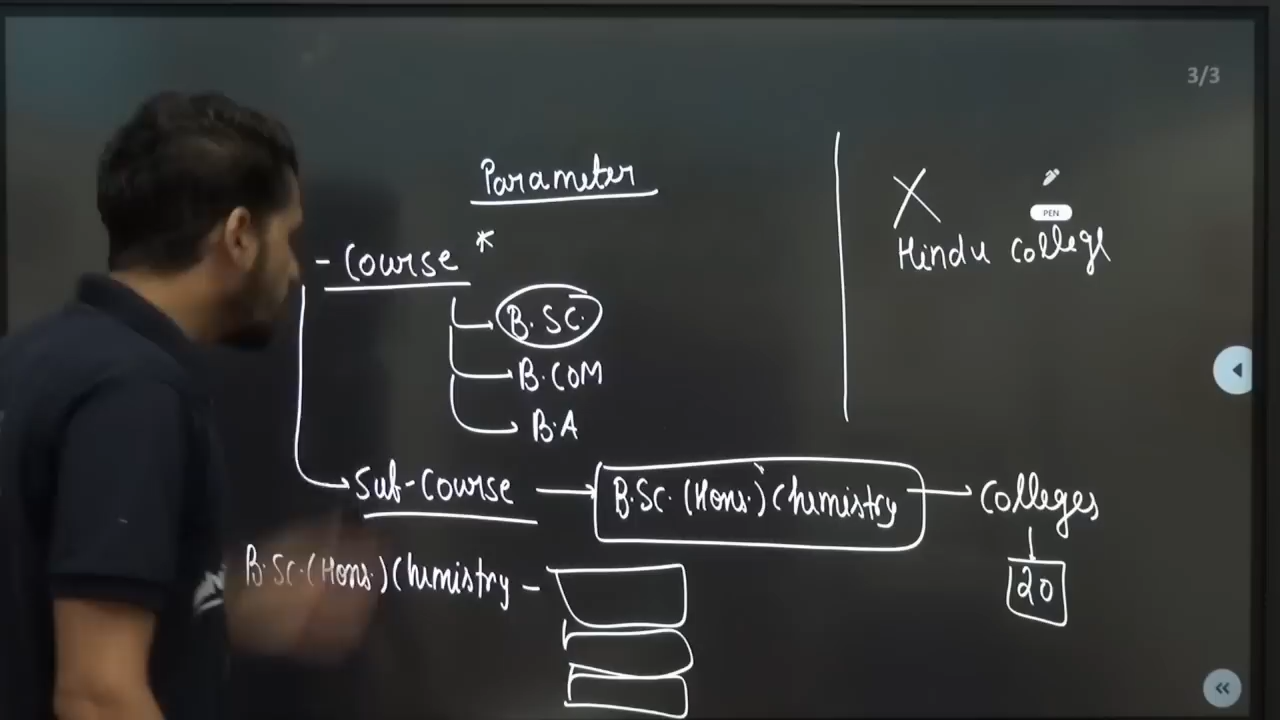 3/3
Parameter
X
PEN
Hindu College
- Course *
B.SC.
B.COM
B.A
Sub-Course
B.Sc. (Hons.) Chemistry
Colleges
20
B.Sc. (Hons.) Chemistry -